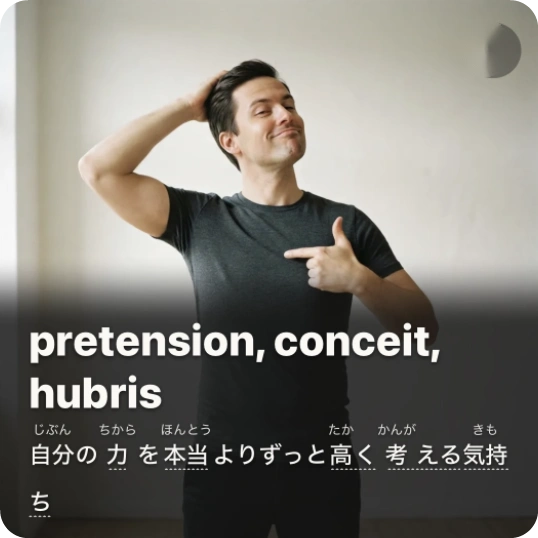 pretension, conceit,
hubris
じぶん ちから ほんとう たか かんが きも
自分の力を本当よりずっと高く考える気持
ち